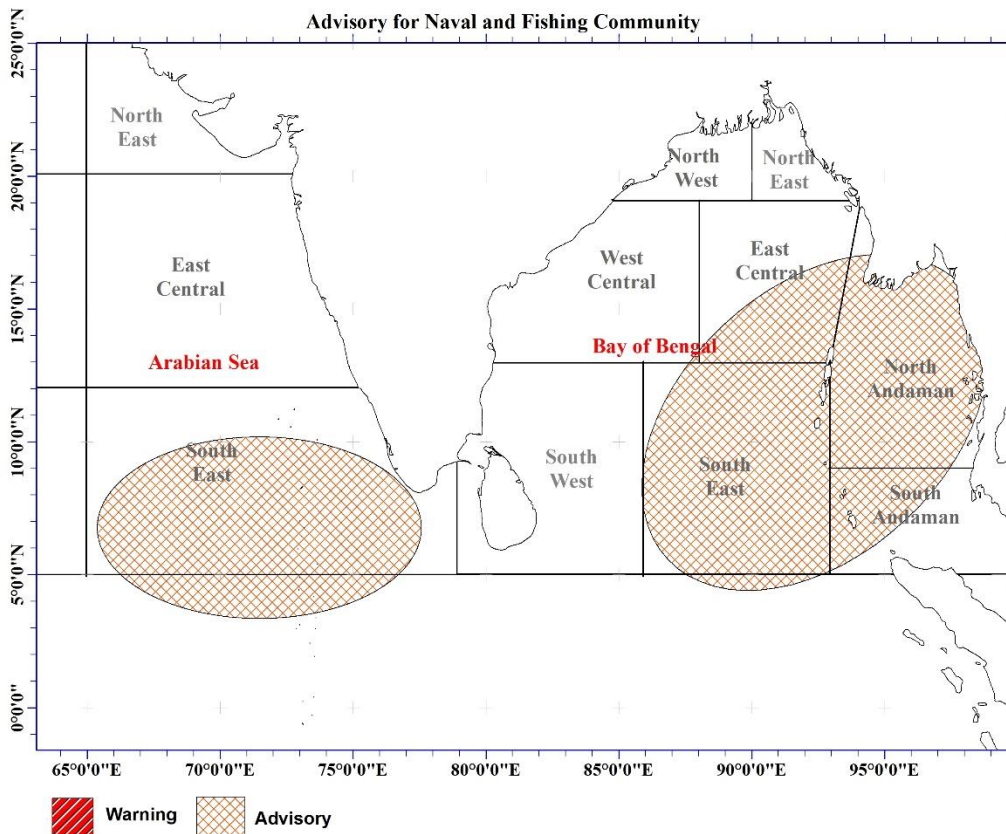 Advisory for Naval and Fishing Community
25°0'0"N
20°0'0"N
15°0'0"N
10°0'0"N
5°0'0"N
0°0'0"
North
East
North
West
North
East
East
Central
West
Central
East
Central
Arabian Sea
Bay of Bengal
North
Andaman
South
East
South
West
South
East
South
Andaman
65°0'0"E
70°0'0"E
75°0'0"E
80°0'0"E
85°0'0"E
90°0'0"E
95°0'0"E
Warning
Advisory